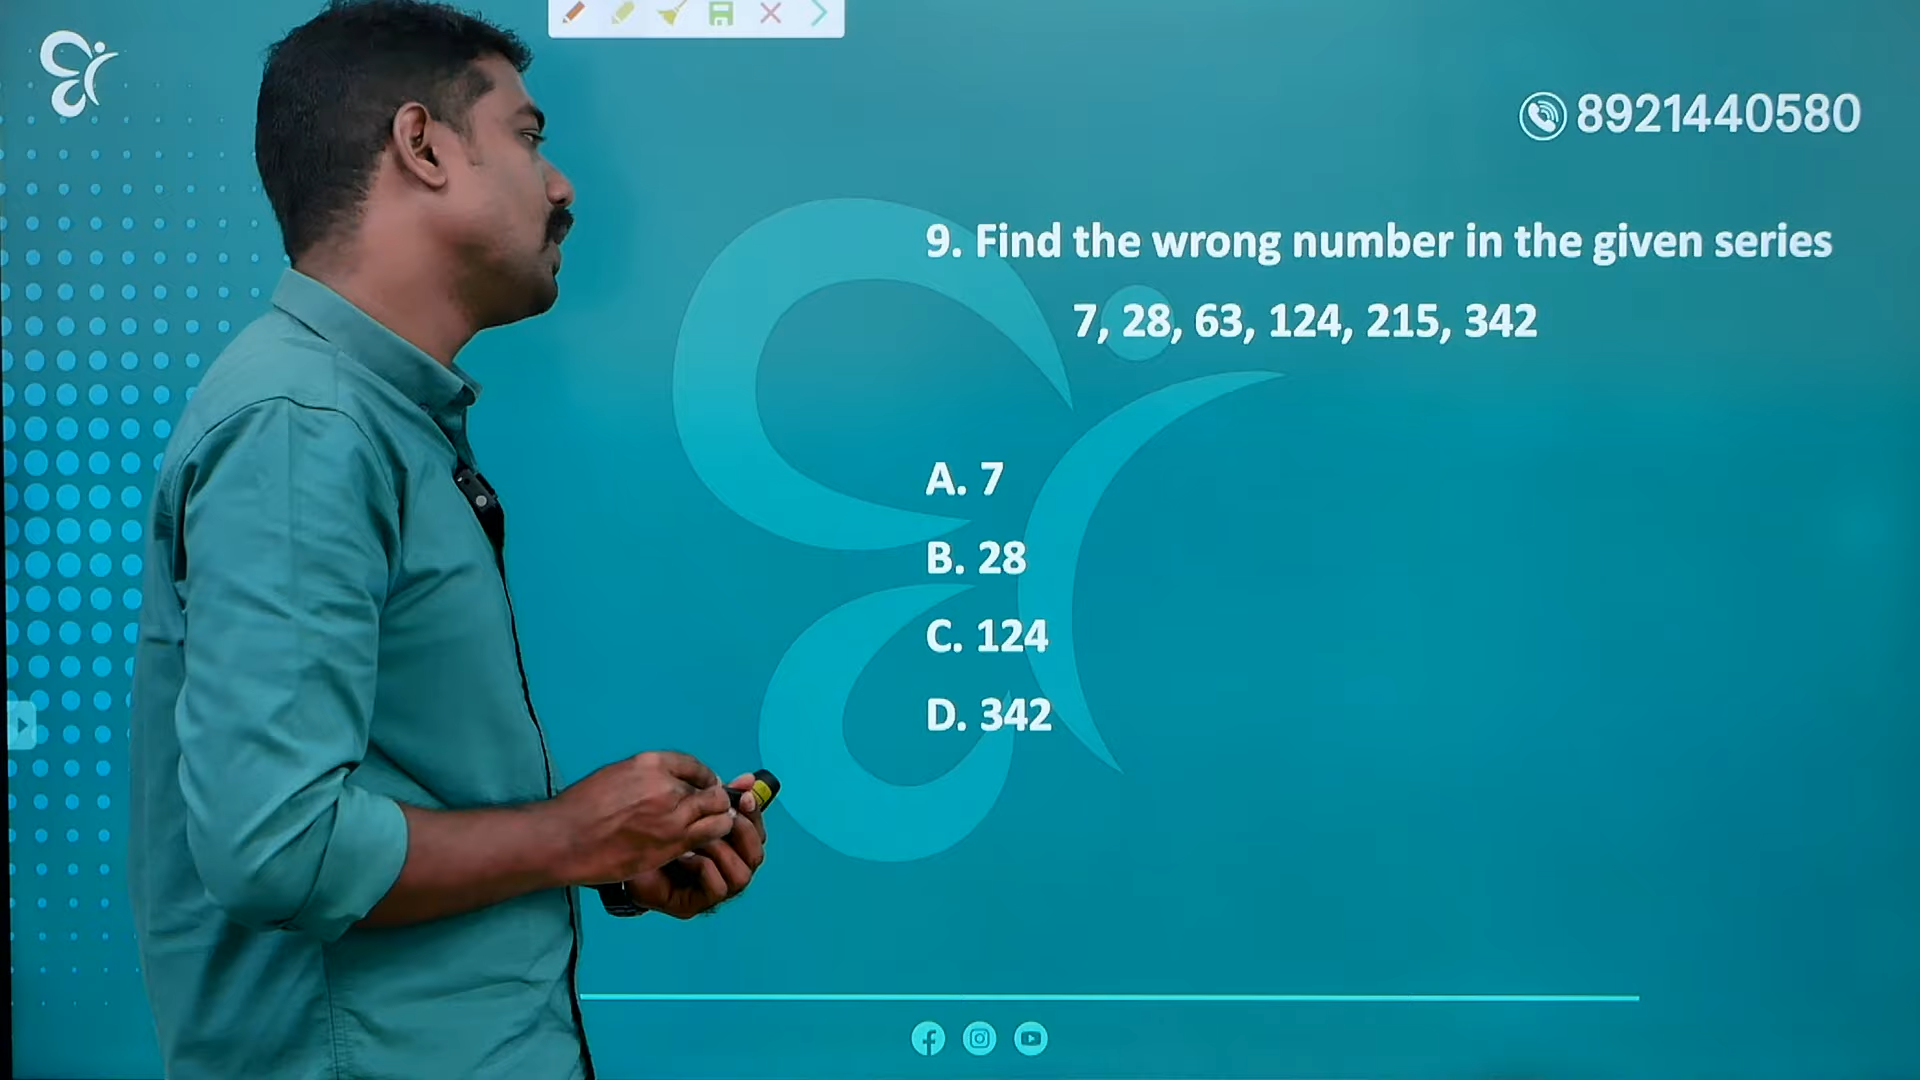 8921440580
9. Find the wrong number in the given series
7, 28, 63, 124, 215, 342
A. 7
B. 28
C. 124
D. 342